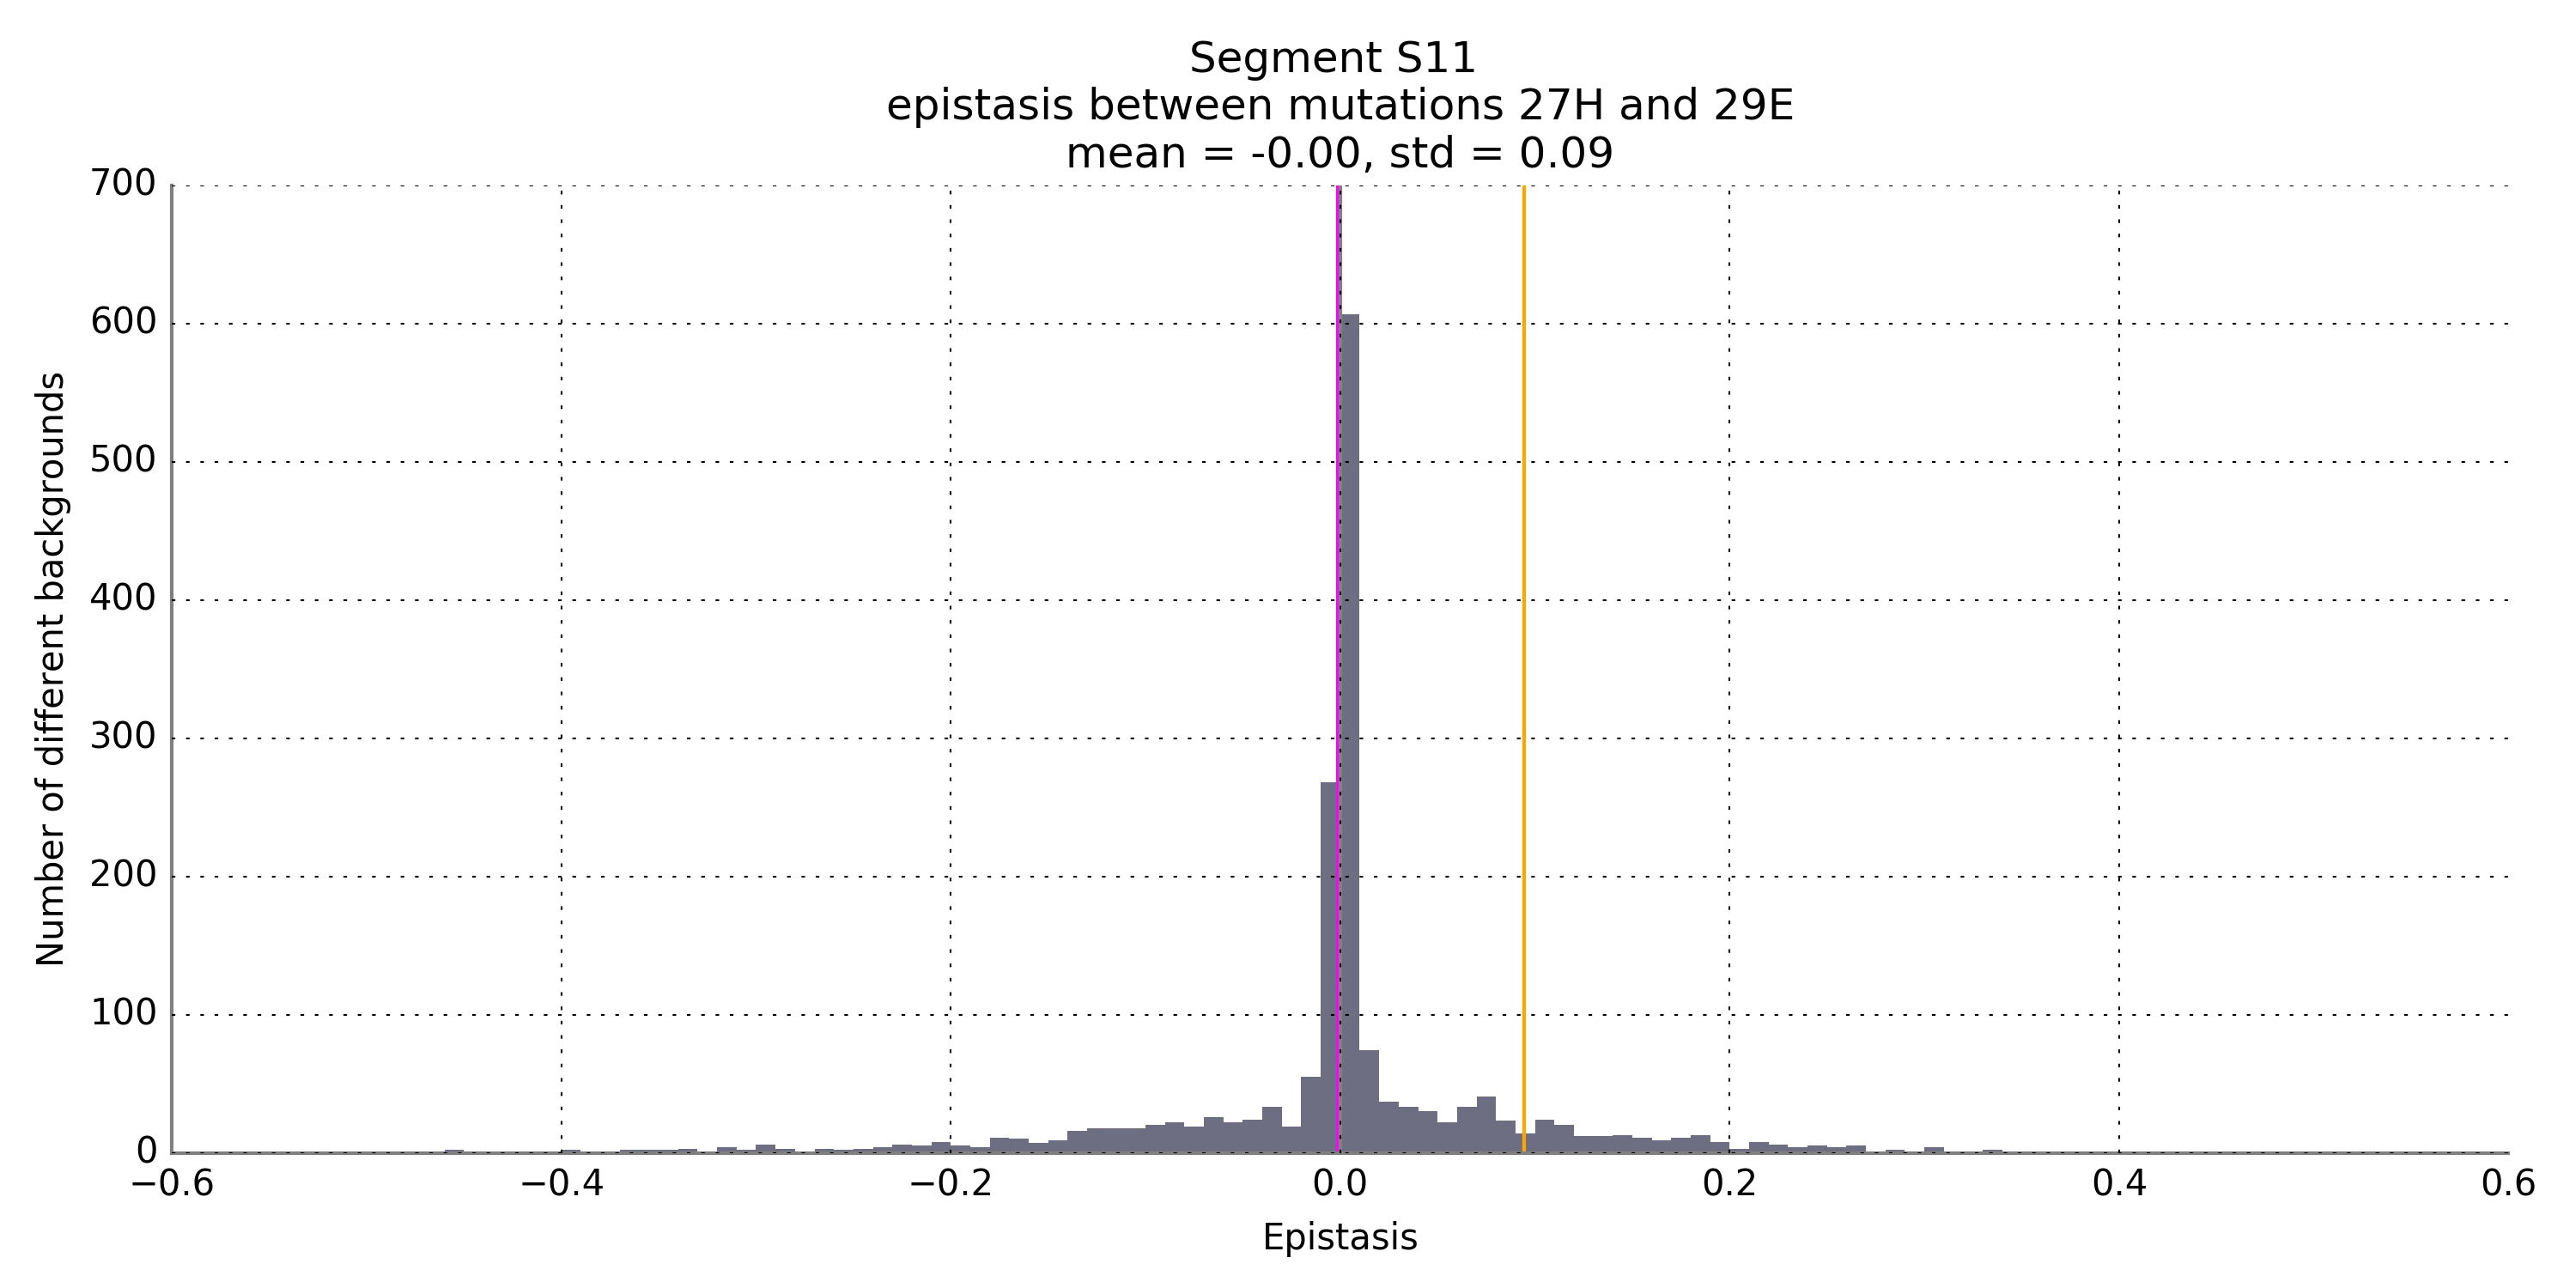 Segment S11
epistasis between mutations 27H and 29E
mean = -0.00, std = 0.09
700
600
500
400
300
200
100
0
Number of different backgrounds
−0.6 −0.4 −0.2 0.0 0.2 0.4 0.6
Epistasis